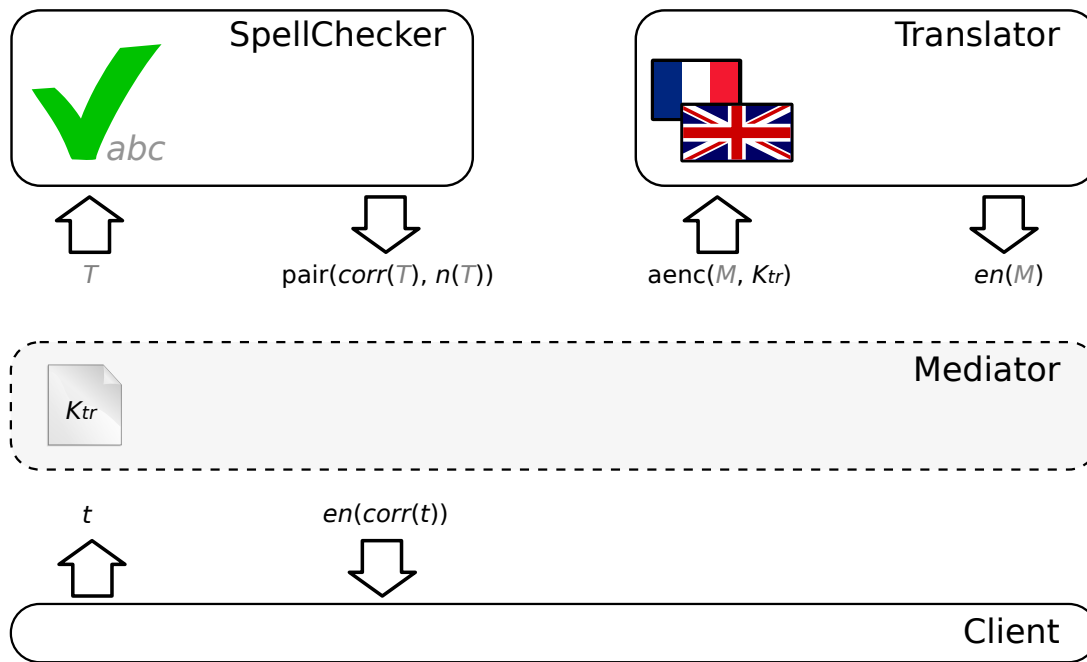 SpellChecker
Translator
abc
T
pair(corr(T), n(T))
aenc(M, Ktr)
en(M)
Mediator
Ktr
t
en(corr(t))
Client